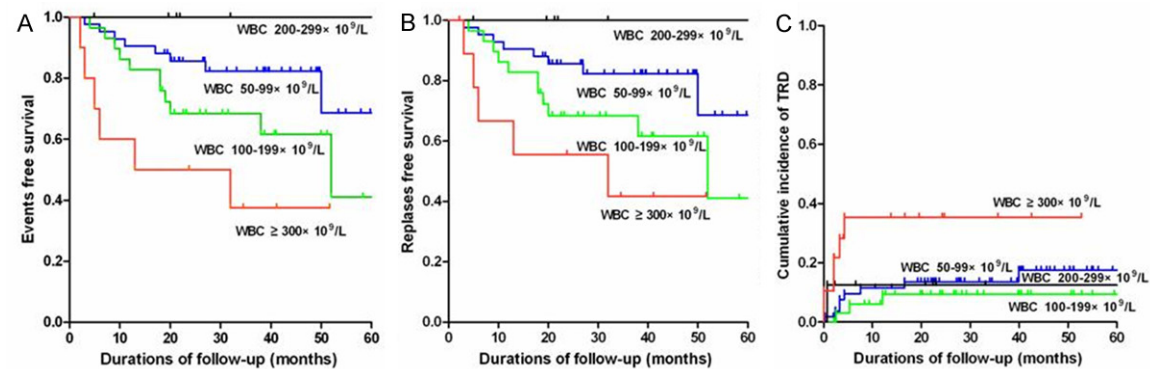 A
Events free survival
1.0
0.8
0.6
0.4
0.2
0.0
WBC 200-299× 10⁹/L
WBC 50-99× 10⁹/L
WBC 100-199× 10⁹/L
WBC ≥ 300× 10⁹/L
0 10 20 30 40 50 60
Durations of follow-up (months)
B
Replases free survival
1.0
0.8
0.6
0.4
0.2
0.0
WBC 200-299× 10⁹/L
WBC 50-99× 10⁹/L
WBC 100-199× 10⁹/L
WBC ≥ 300× 10⁹/L
0 10 20 30 40 50 60
Durations of follow-up (months)
C
Cumulative incidence of TRD
1.0
0.8
0.6
0.4
0.2
0.0
WBC ≥ 300× 10⁹/L
WBC 50-99× 10⁹/L
WBC 200-299× 10⁹/L
WBC 100-199× 10⁹/L
0 10 20 30 40 50 60
Durations of follow-up (months)